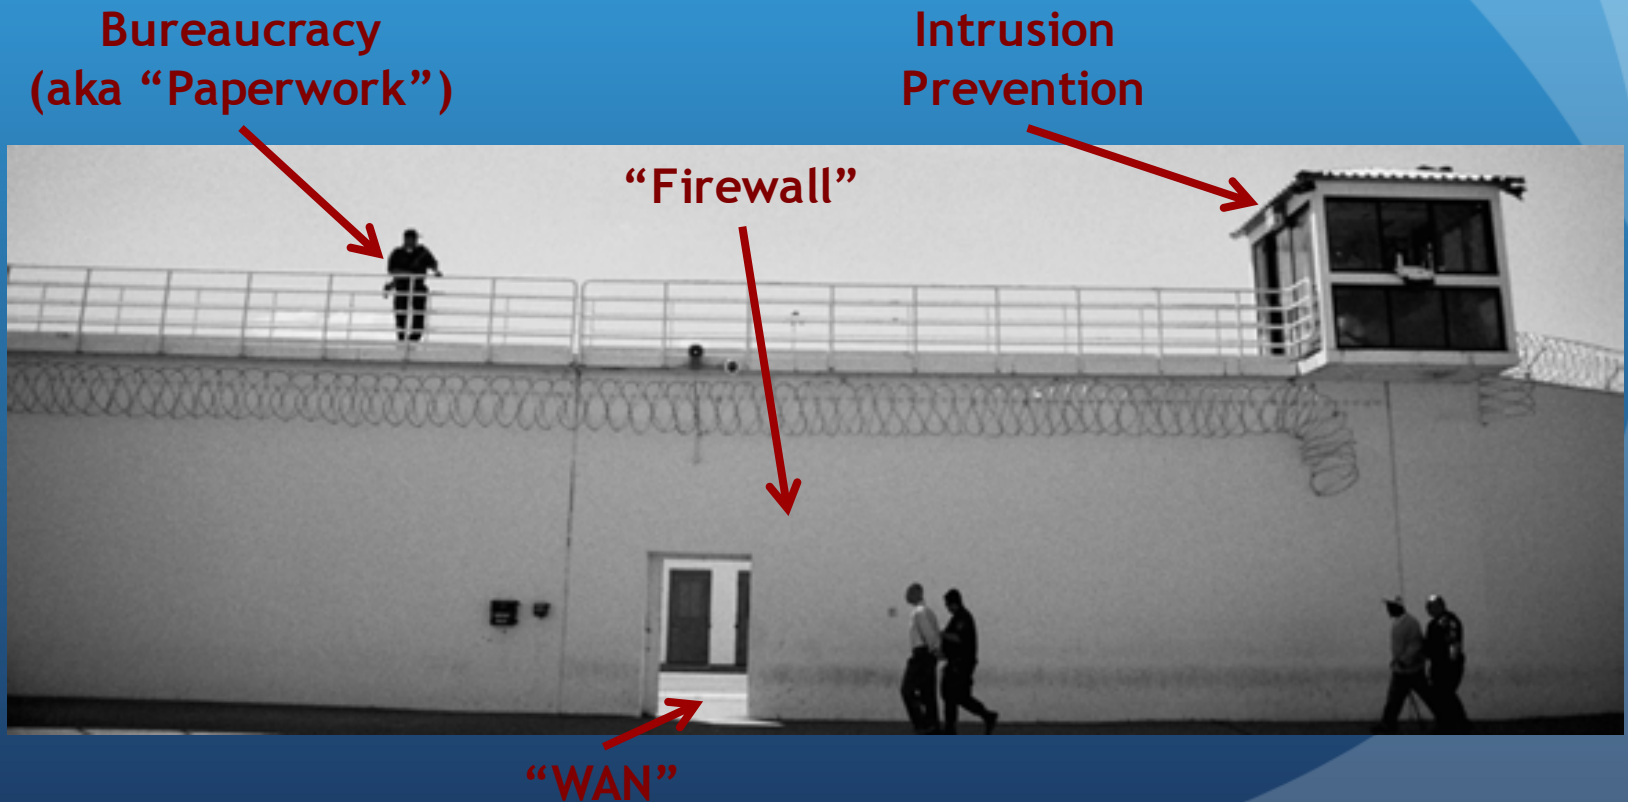 Bureaucracy
(aka “Paperwork”)
Intrusion
Prevention
“Firewall”
“WAN”